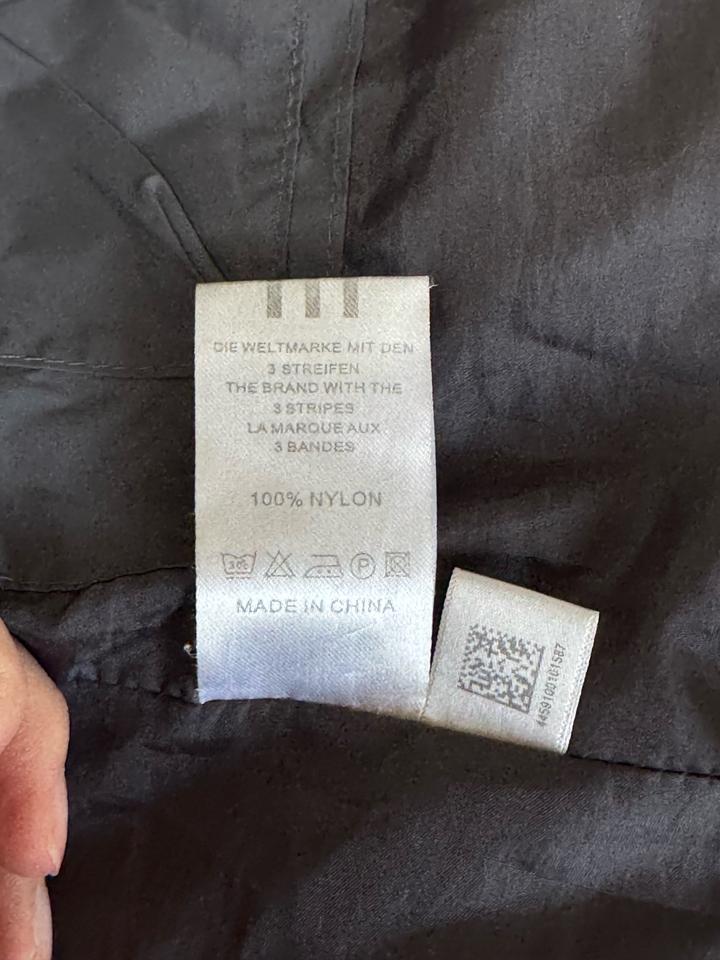 DIE WELTMARKE MIT DEN
3 STREIFEN
THE BRAND WITH THE
3 STRIPES
LA MARQUE AUX
3 BANDES
100% NYLON
30°
P
MADE IN CHINA
4459100101587